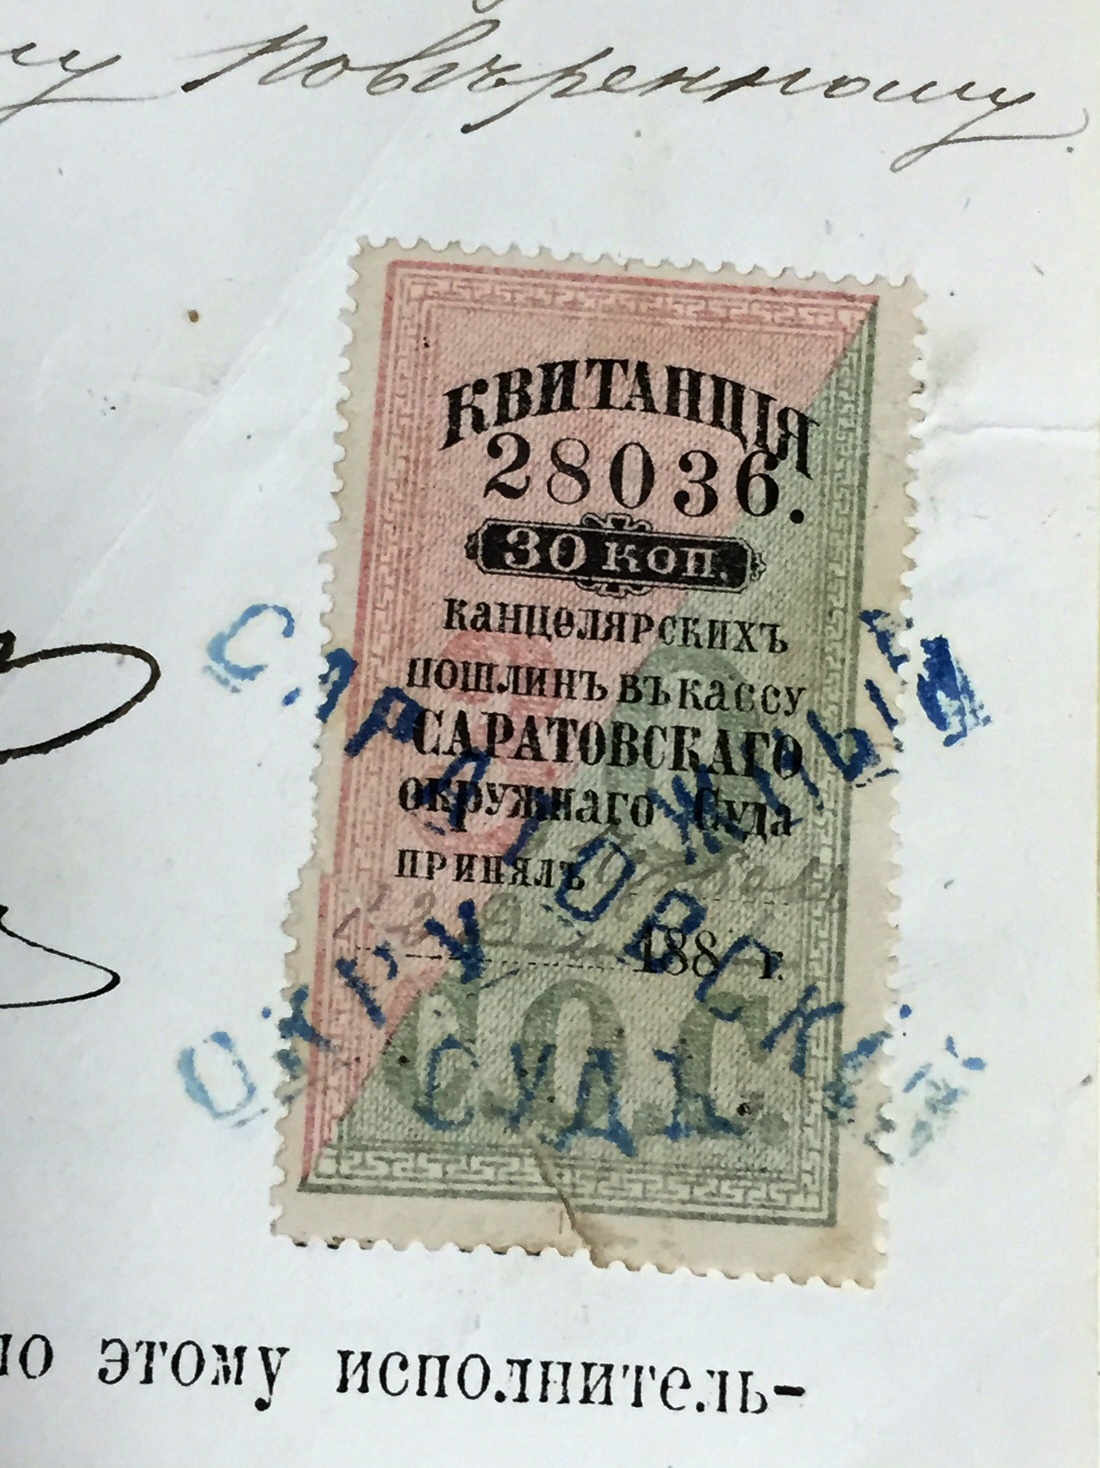 повѣренному.
КВИТАНЦІЯ
28036.
30 КОП.
канцелярскихъ
пошлинъ въ кассу
САРАТОВСКАГО
окружнаго Суда
принялъ
188 г.
С.О.С.
САРАТОВСКІЙ
ОКРУЖНЫЙ
СУДЪ
по этому исполнитель-